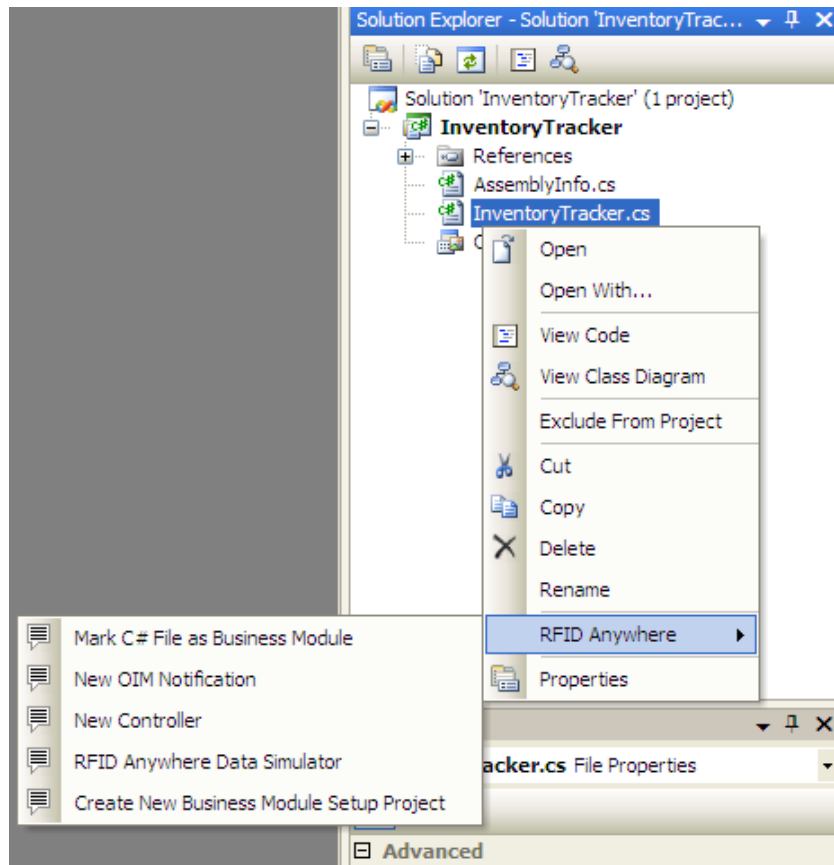 Solution Explorer - Solution 'InventoryTrac...
Solution 'InventoryTracker' (1 project)
InventoryTracker
References
AssemblyInfo.cs
InventoryTracker.cs
Open
Open With...
View Code
View Class Diagram
Exclude From Project
Cut
Copy
Delete
Rename
RFID Anywhere
Properties
Mark C# File as Business Module
New OIM Notification
New Controller
RFID Anywhere Data Simulator
Create New Business Module Setup Project
acker.cs File Properties
Advanced